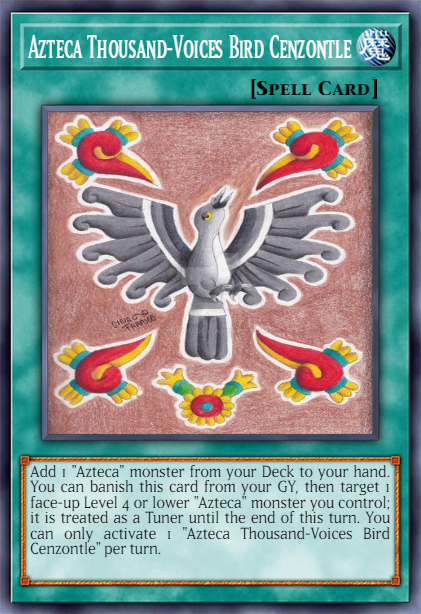 Azteca Thousand-Voices Bird Cenzontle
魔
[Spell Card]
Add 1 "Azteca" monster from your Deck to your hand.
You can banish this card from your GY, then target 1
face-up Level 4 or lower "Azteca" monster you control;
it is treated as a Tuner until the end of this turn. You
can only activate 1 "Azteca Thousand-Voices Bird
Cenzontle" per turn.